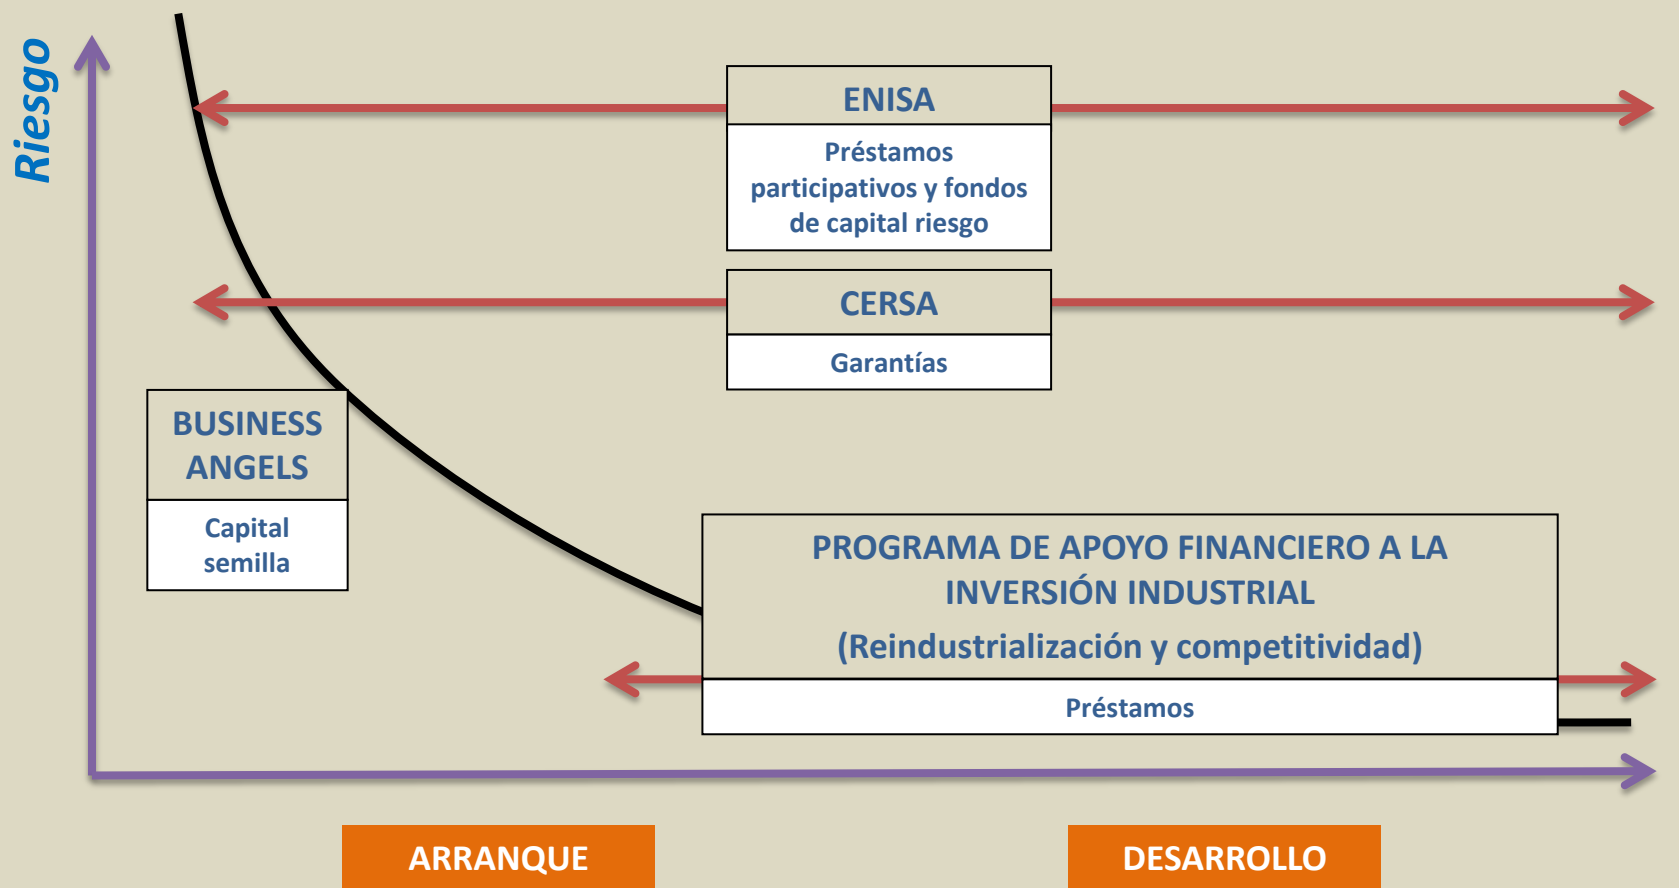 Riesgo
ENISA
Préstamos
participativos y fondos
de capital riesgo
CERSA
Garantías
BUSINESS
ANGELS
Capital
semilla
PROGRAMA DE APOYO FINANCIERO A LA
INVERSIÓN INDUSTRIAL
(Reindustrialización y competitividad)
Préstamos
ARRANQUE
DESARROLLO